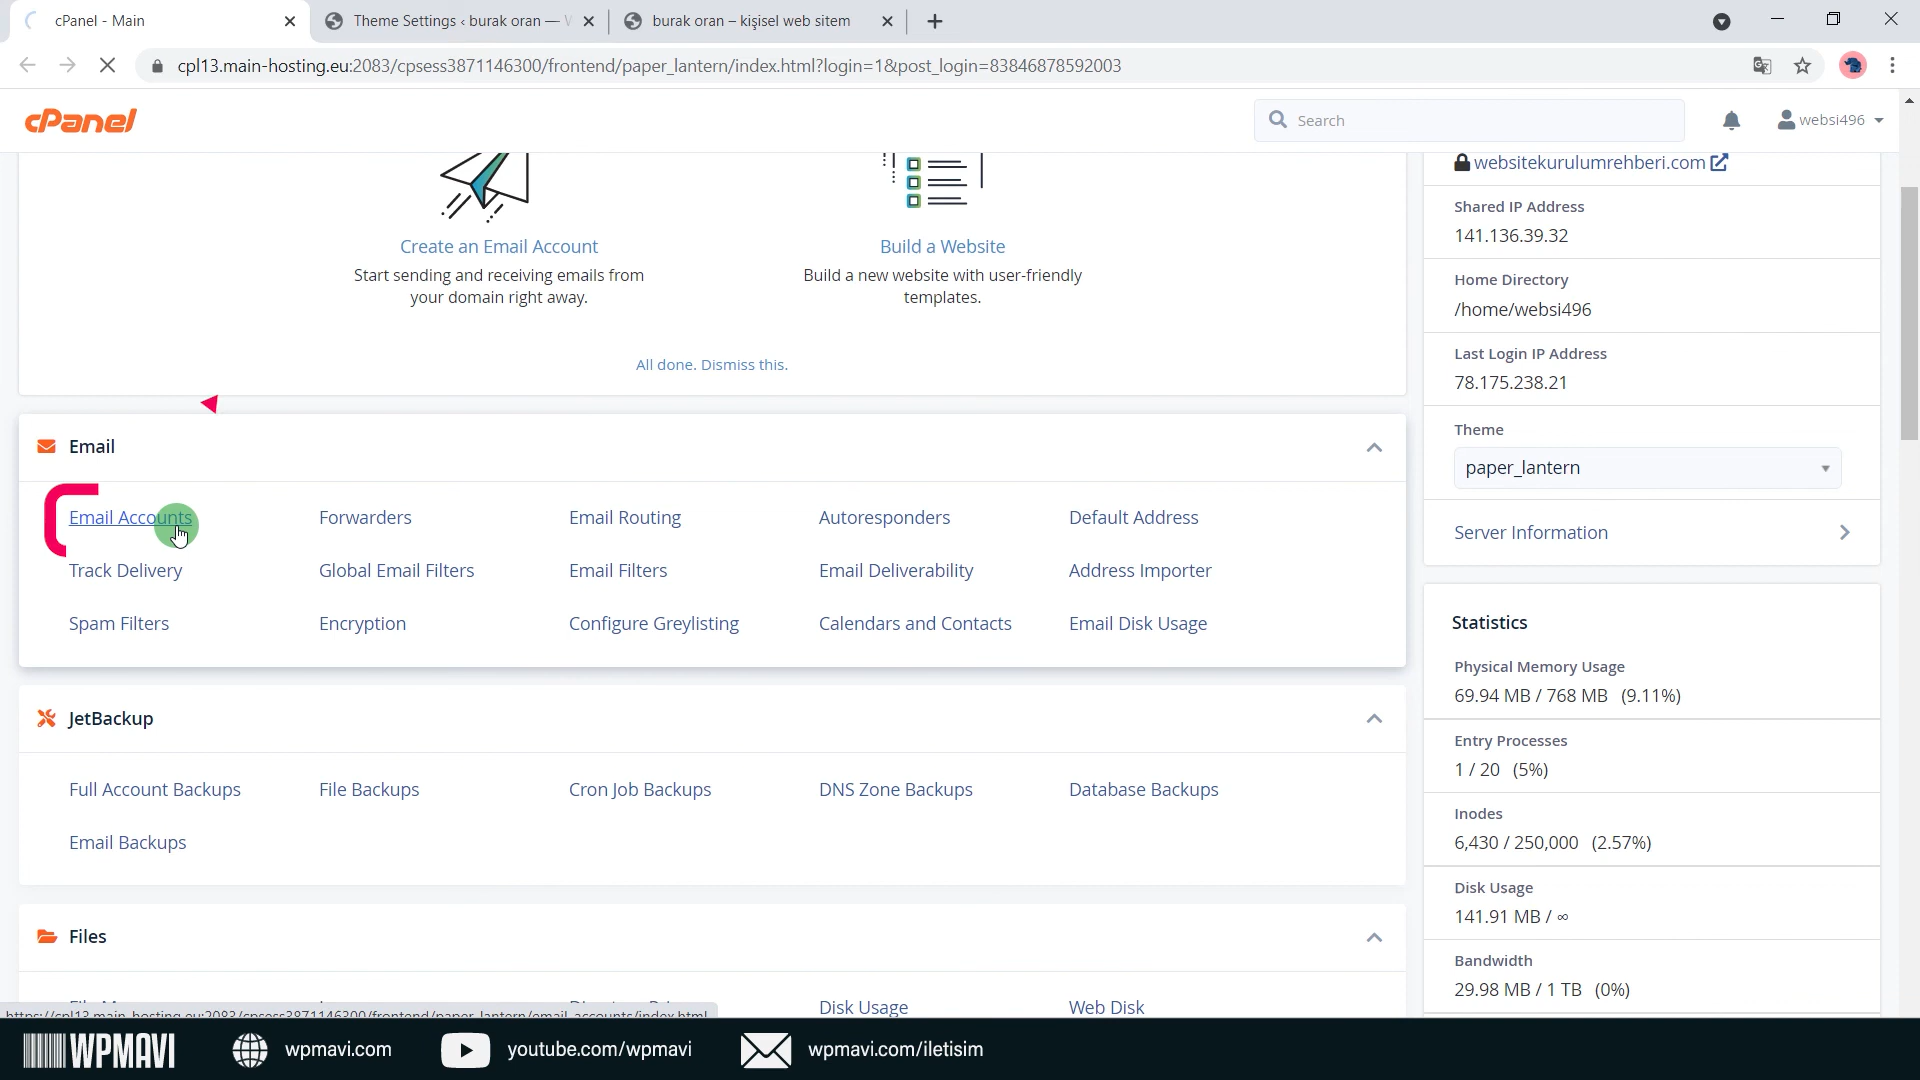 cPanel - Main
Theme Settings ‹ burak oran —
burak oran – kişisel web sitem
cpl13.main-hosting.eu:2083/cpsess3871146300/frontend/paper_lantern/index.html?login=1&post_login=83846878592003
cPanel
Search
websi496
Create an Email Account
Start sending and receiving emails from
your domain right away.
Build a Website
Build a new website with user-friendly
templates.
All done. Dismiss this.
Email
Email Accounts
Forwarders
Email Routing
Autoresponders
Default Address
Track Delivery
Global Email Filters
Email Filters
Email Deliverability
Address Importer
Spam Filters
Encryption
Configure Greylisting
Calendars and Contacts
Email Disk Usage
JetBackup
Full Account Backups
File Backups
Cron Job Backups
DNS Zone Backups
Database Backups
Email Backups
Files
Disk Usage
Web Disk
websitekurulumrehberi.com
Shared IP Address
141.136.39.32
Home Directory
/home/websi496
Last Login IP Address
78.175.238.21
Theme
paper_lantern
Server Information
Statistics
Physical Memory Usage
69.94 MB / 768 MB (9.11%)
Entry Processes
1 / 20 (5%)
Inodes
6,430 / 250,000 (2.57%)
Disk Usage
141.91 MB / ∞
Bandwidth
29.98 MB / 1 TB (0%)
WPMAVI
wpmavi.com
youtube.com/wpmavi
wpmavi.com/iletisim